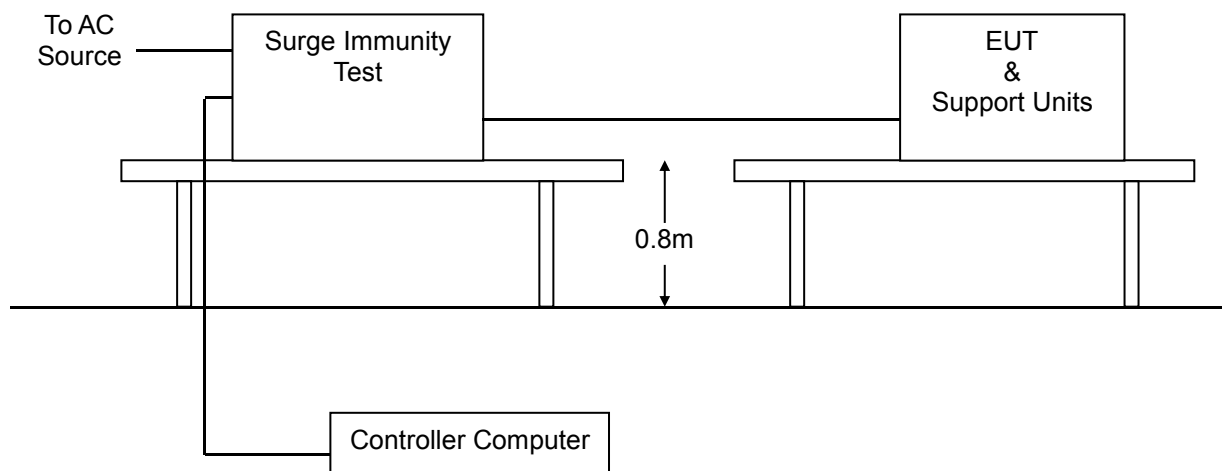 To AC
Source
Surge Immunity
Test
EUT
&
Support Units
0.8m
Controller Computer